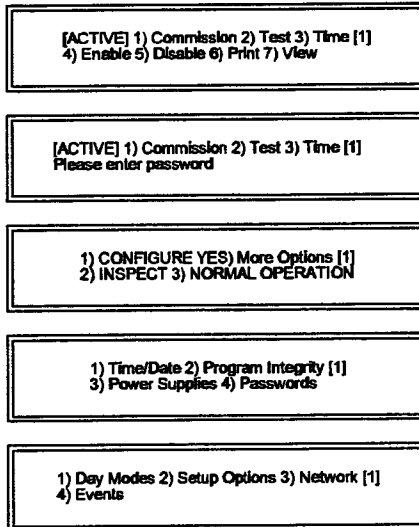 [ACTIVE] 1) Commission 2) Test 3) Time [1]
4) Enable 5) Disable 6) Print 7) View
[ACTIVE] 1) Commission 2) Test 3) Time [1]
Please enter password
1) CONFIGURE YES) More Options [1]
2) INSPECT 3) NORMAL OPERATION
1) Time/Date 2) Program Integrity [1]
3) Power Supplies 4) Passwords
1) Day Modes 2) Setup Options 3) Network [1]
4) Events